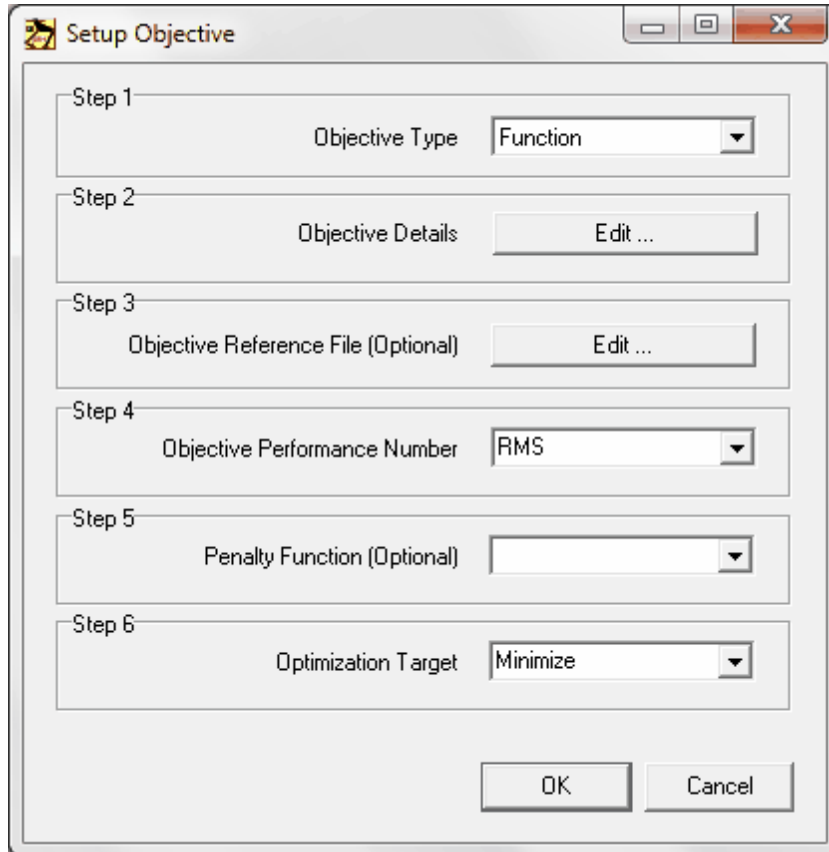 Setup Objective
Step 1
Objective Type Function
Step 2
Objective Details Edit ...
Step 3
Objective Reference File (Optional) Edit ...
Step 4
Objective Performance Number RMS
Step 5
Penalty Function (Optional)
Step 6
Optimization Target Minimize
OK Cancel